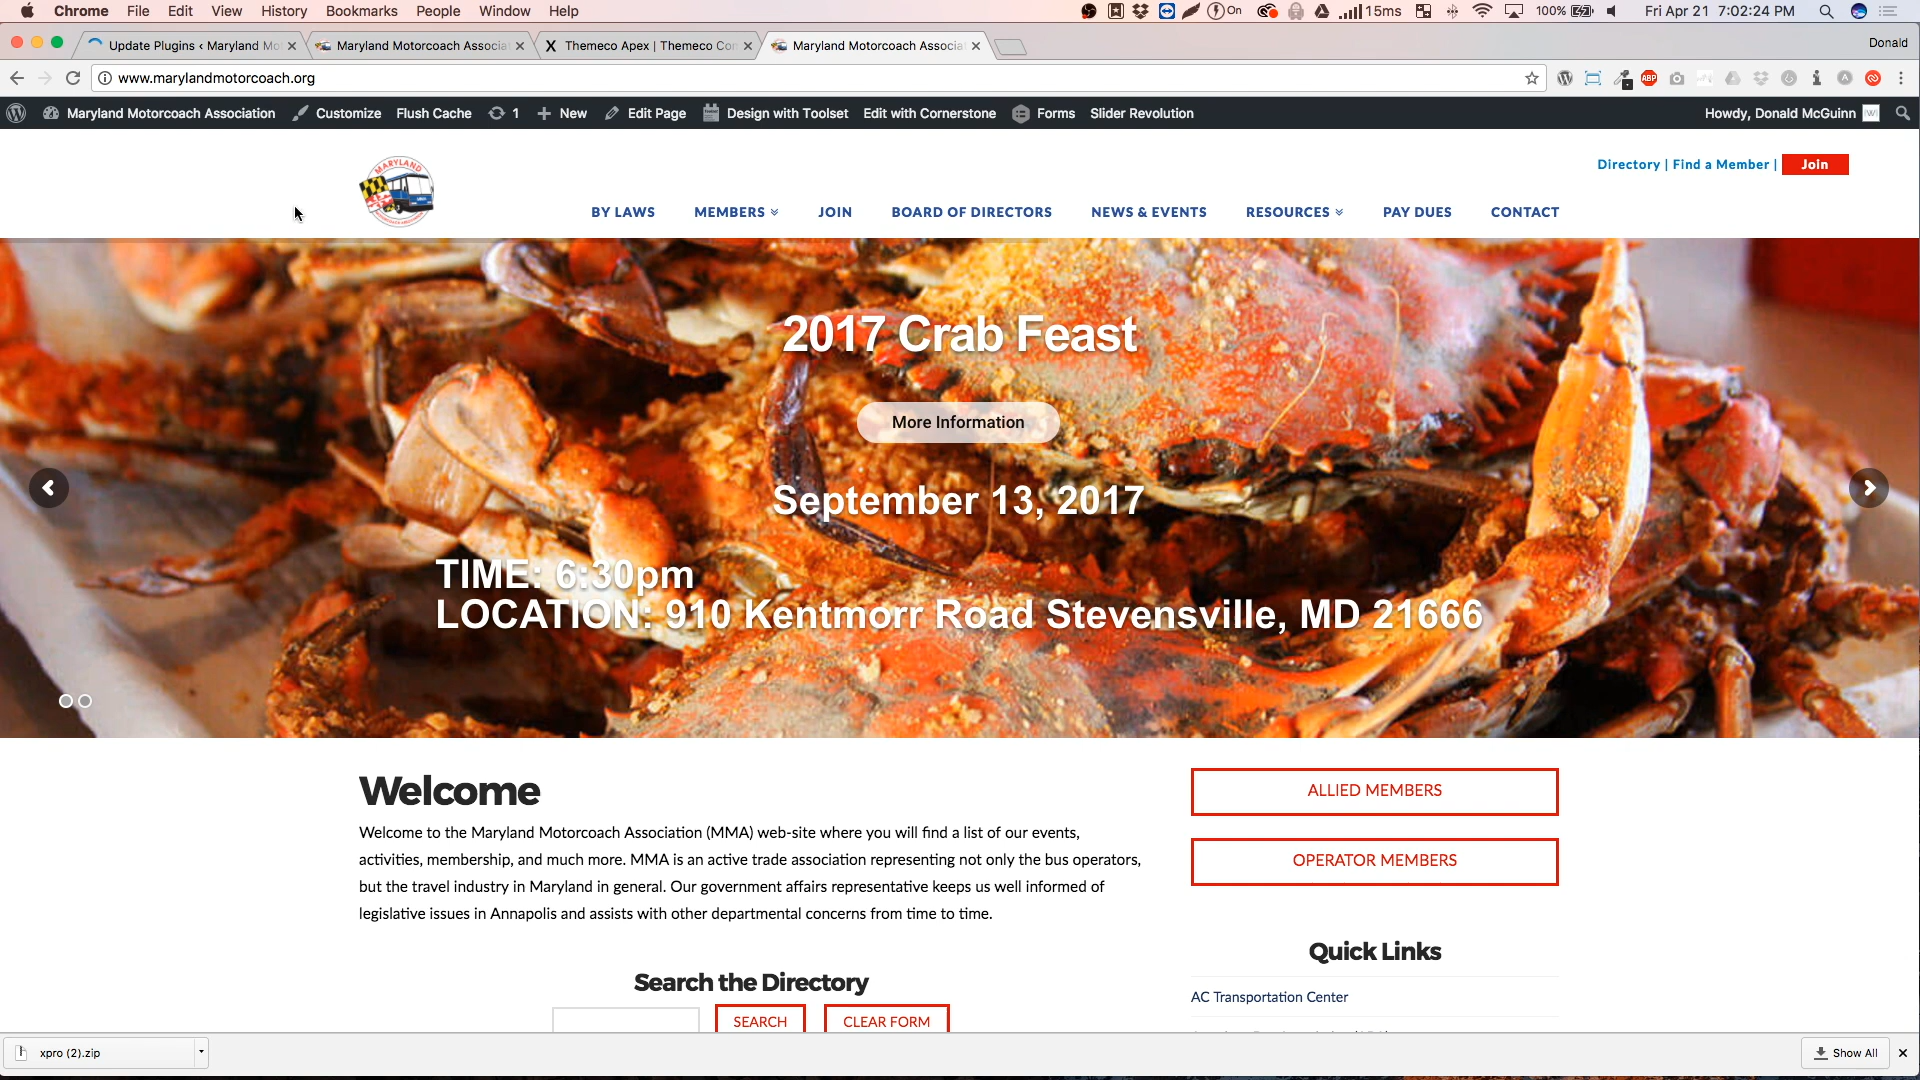 Chrome File Edit View History Bookmarks People Window Help On 15ms 100% Fri Apr 21 7:02:24 PM
Update Plugins ‹ Maryland Mo Maryland Motorcoach Associat Themeco Apex | Themeco Con Maryland Motorcoach Associat Donald
www.marylandmotorcoach.org ABP
Maryland Motorcoach Association Customize Flush Cache 1 New Edit Page Design with Toolset Edit with Cornerstone Forms Slider Revolution Howdy, Donald McGuinn
MARYLAND
Directory | Find a Member | Join
BY LAWS MEMBERS JOIN BOARD OF DIRECTORS NEWS & EVENTS RESOURCES PAY DUES CONTACT
2017 Crab Feast
More Information
September 13, 2017
TIME: 6:30pm
LOCATION: 910 Kentmorr Road Stevensville, MD 21666
Welcome
Welcome to the Maryland Motorcoach Association (MMA) web-site where you will find a list of our events,
activities, membership, and much more. MMA is an active trade association representing not only the bus operators,
but the travel industry in Maryland in general. Our government affairs representative keeps us well informed of
legislative issues in Annapolis and assists with other departmental concerns from time to time.
ALLIED MEMBERS
OPERATOR MEMBERS
Quick Links
AC Transportation Center
Search the Directory
SEARCH CLEAR FORM
xpro (2).zip Show All